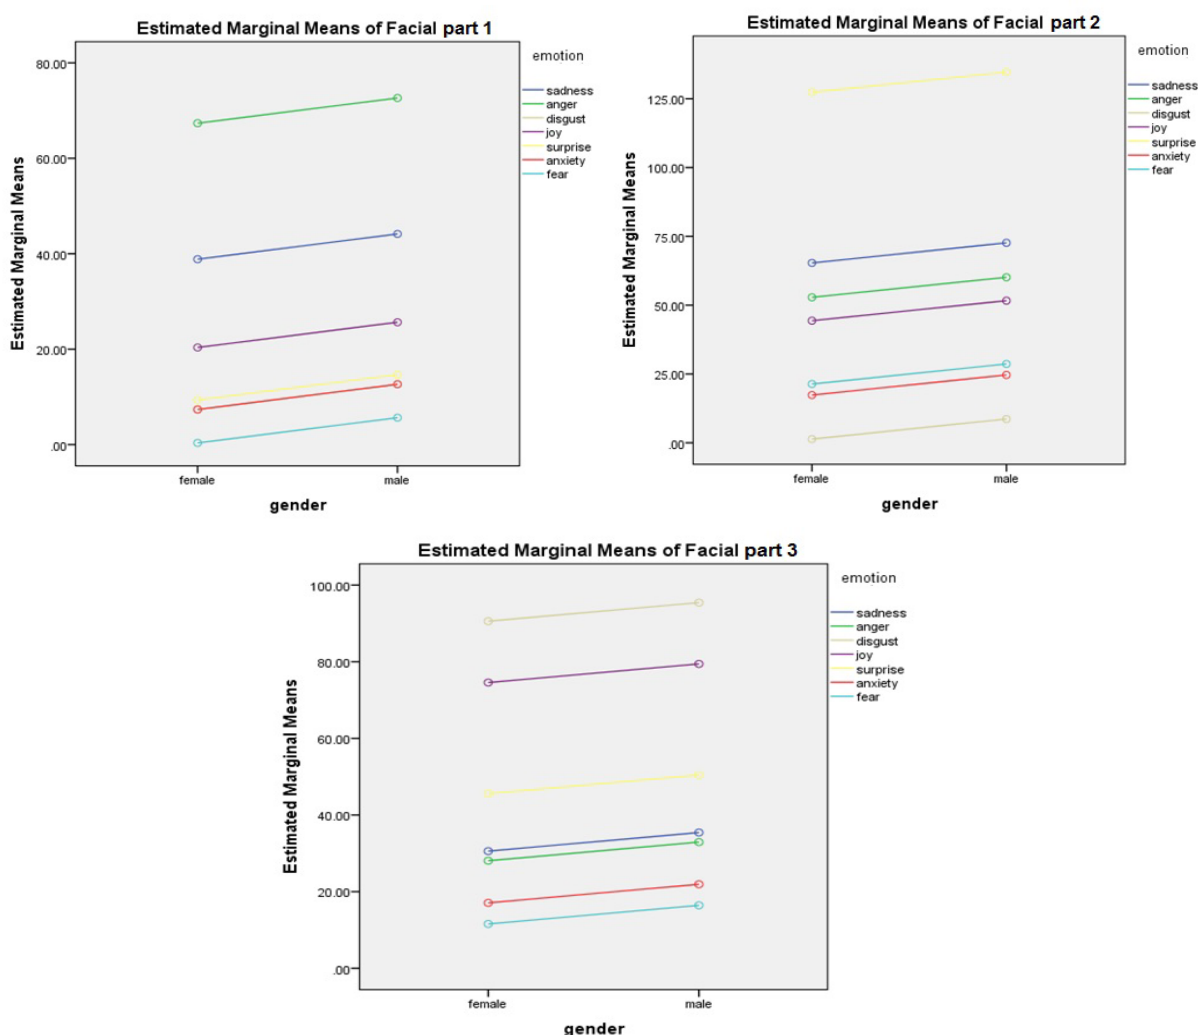 Estimated Marginal Means of Facial part 1
emotion
sadness
anger
disgust
joy
surprise
anxiety
fear
80.00
60.00
40.00
20.00
.00
Estimated Marginal Means
female
male
gender
Estimated Marginal Means of Facial part 2
emotion
sadness
anger
disgust
joy
surprise
anxiety
fear
125.00
100.00
75.00
50.00
25.00
.00
Estimated Marginal Means
female
male
gender
Estimated Marginal Means of Facial part 3
emotion
sadness
anger
disgust
joy
surprise
anxiety
fear
100.00
80.00
60.00
40.00
20.00
.00
Estimated Marginal Means
female
male
gender